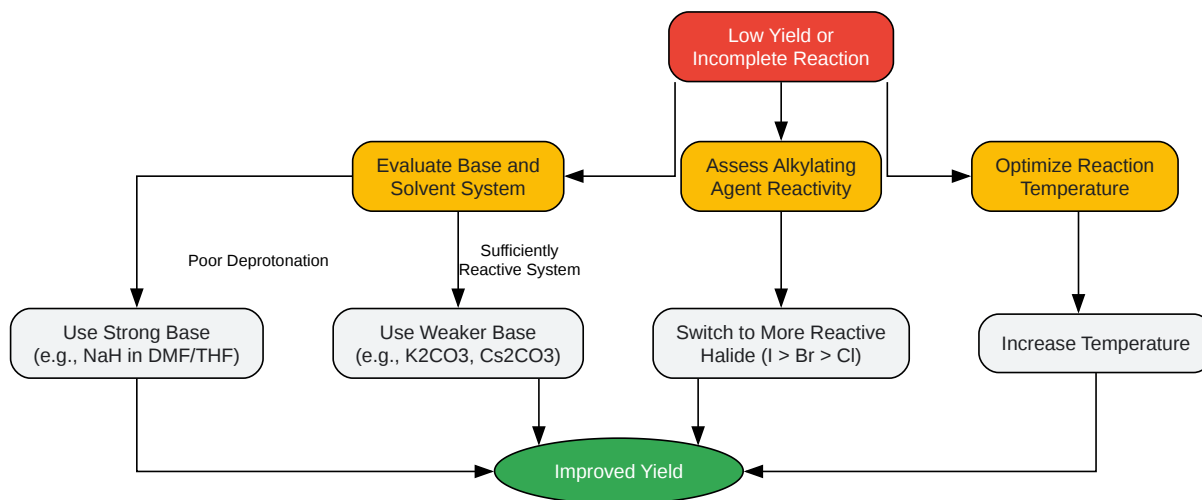 Low Yield or
Incomplete Reaction
Evaluate Base and
Solvent System
Assess Alkylating
Agent Reactivity
Optimize Reaction
Temperature
Poor Deprotonation
Sufficiently
Reactive System
Use Strong Base
(e.g., NaH in DMF/THF)
Use Weaker Base
(e.g., K2CO3, Cs2CO3)
Switch to More Reactive
Halide (I > Br > Cl)
Increase Temperature
Improved Yield